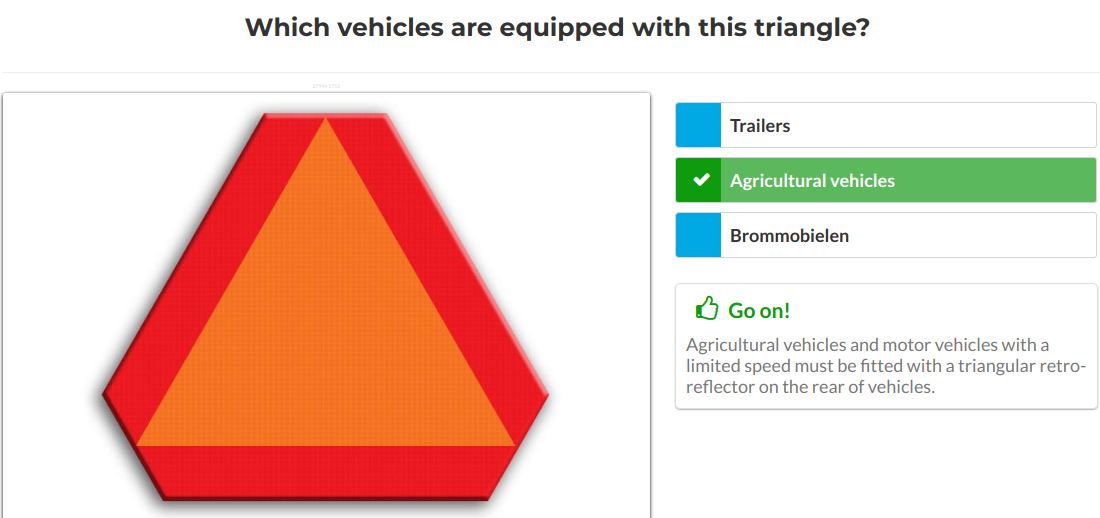 Which vehicles are equipped with this triangle?
Trailers
Agricultural vehicles
Brommobielen
Go on!
Agricultural vehicles and motor vehicles with a
limited speed must be fitted with a triangular retro-
reflector on the rear of vehicles.